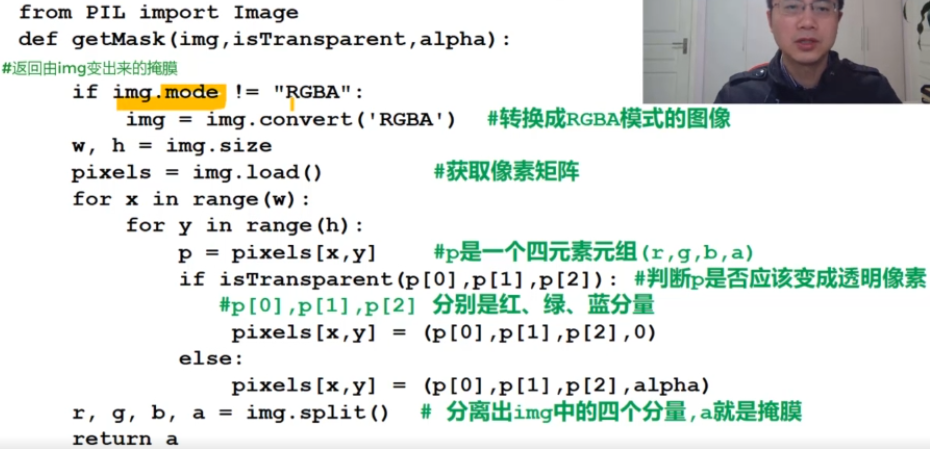 from PIL import Image
def getMask(img,isTransparent,alpha):
#返回由img变出来的掩膜
if img.mode != "RGBA":
img = img.convert('RGBA') #转换成RGBA模式的图像
w, h = img.size
pixels = img.load() #获取像素矩阵
for x in range(w):
for y in range(h):
p = pixels[x,y] #p是一个四元素元组(r,g,b,a)
if isTransparent(p[0],p[1],p[2]): #判断p是否应该变成透明像素
#p[0],p[1],p[2] 分别是红、绿、蓝分量
pixels[x,y] = (p[0],p[1],p[2],0)
else:
pixels[x,y] = (p[0],p[1],p[2],alpha)
r, g, b, a = img.split() # 分离出img中的四个分量,a就是掩膜
return a